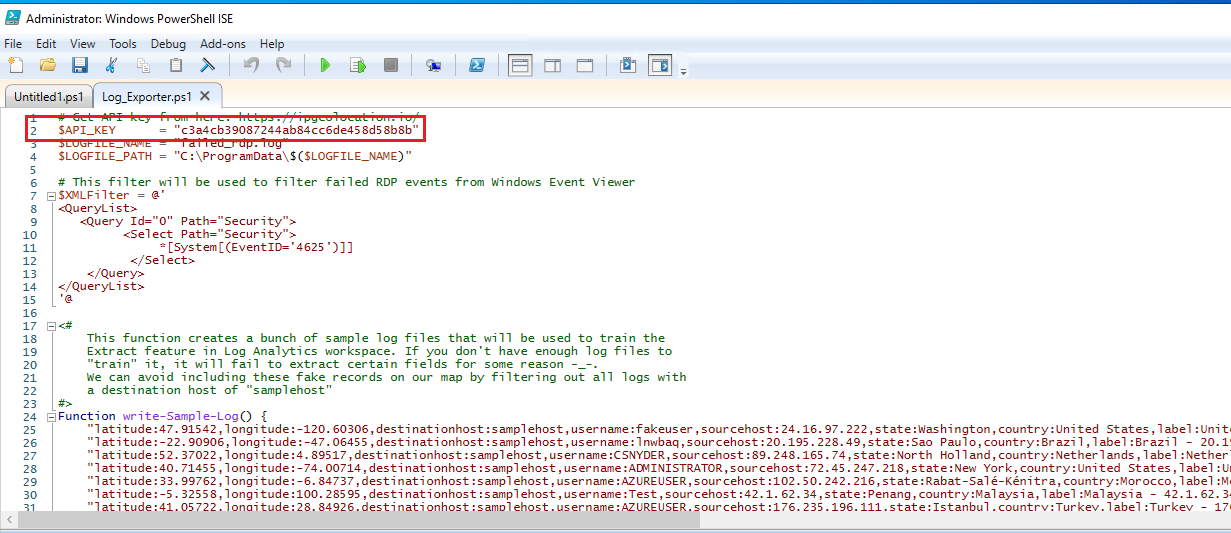 Administrator: Windows PowerShell ISE
File Edit View Tools Debug Add-ons Help
Untitled1.ps1 Log_Exporter.ps1 X
1 # Get API key from here: https://ipgeolocation.io/
2 $API_KEY = "c3a4cb39087244ab84cc6de458d58b8b"
3 $LOGFILE_NAME = "failed_rdp.log"
4 $LOGFILE_PATH = "C:\ProgramData\$($LOGFILE_NAME)"
5
6 # This filter will be used to filter failed RDP events from Windows Event Viewer
7 $XMLFilter = @'
8 <QueryList>
9 <Query Id="0" Path="Security">
10 <Select Path="Security">
11 *[System[(EventID='4625')]]
12 </Select>
13 </Query>
14 </QueryList>
15 '@
16
17 <#
18 This function creates a bunch of sample log files that will be used to train the
19 Extract feature in Log Analytics workspace. If you don't have enough log files to
20 "train" it, it will fail to extract certain fields for some reason -_-.
21 We can avoid including these fake records on our map by filtering out all logs with
22 a destination host of "samplehost"
23 #>
24 Function write-Sample-Log() {
25 "latitude:47.91542,longitude:-120.60306,destinationhost:samplehost,username:fakeuser,sourcehost:24.16.97.222,state:Washington,country:United States,label:Unite
26 "latitude:-22.90906,longitude:-47.06455,destinationhost:samplehost,username:lnwbaq,sourcehost:20.195.228.49,state:Sao Paulo,country:Brazil,label:Brazil - 20.19
27 "latitude:52.37022,longitude:4.89517,destinationhost:samplehost,username:CSNYDER,sourcehost:89.248.165.74,state:North Holland,country:Netherlands,label:Netherl
28 "latitude:40.71455,longitude:-74.00714,destinationhost:samplehost,username:ADMINISTRATOR,sourcehost:72.45.247.218,state:New York,country:United States,label:Un
29 "latitude:33.99762,longitude:-6.84737,destinationhost:samplehost,username:AZUREUSER,sourcehost:102.50.242.216,state:Rabat-Salé-Kénitra,country:Morocco,label:Mo
30 "latitude:-5.32558,longitude:100.28595,destinationhost:samplehost,username:Test,sourcehost:42.1.62.34,state:Penang,country:Malaysia,label:Malaysia - 42.1.62.34
31 "latitude:41.05722,longitude:28.84926,destinationhost:samplehost,username:AZUREUSER,sourcehost:176.235.196.111,state:Istanbul,country:Turkey,label:Turkey - 176